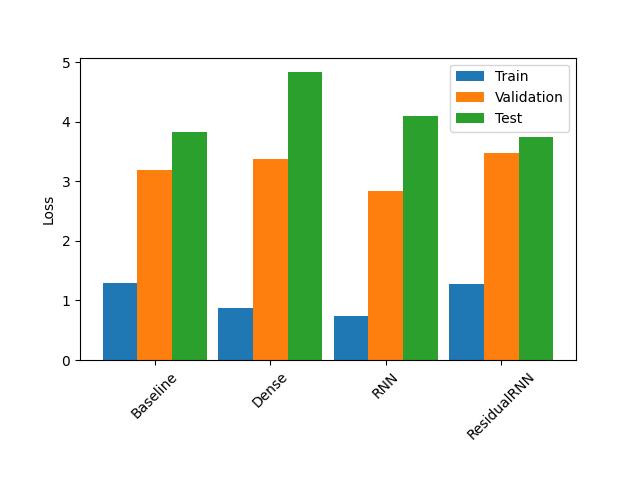 5
4
3
2
1
0
Loss
Train
Validation
Test
Baseline
Dense
RNN
ResidualRNN